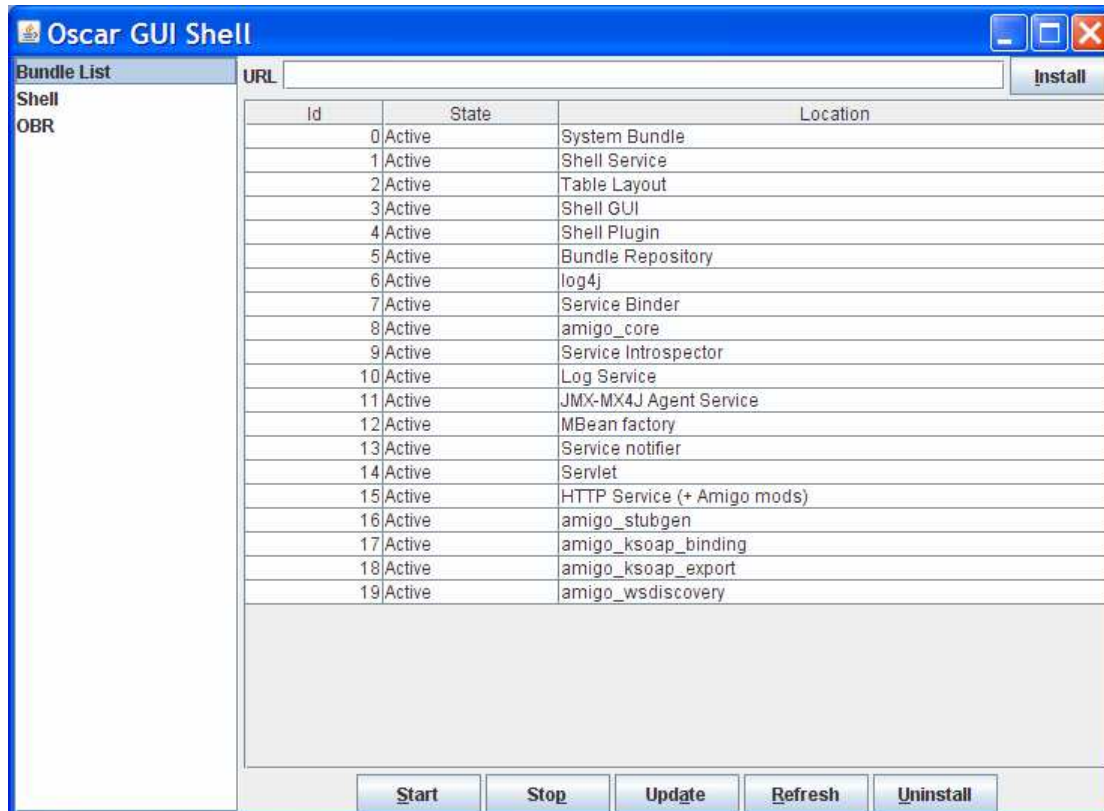 Oscar GUI Shell
Bundle List
Shell
OBR
URL Install
Id State Location
0 Active System Bundle
1 Active Shell Service
2 Active Table Layout
3 Active Shell GUI
4 Active Shell Plugin
5 Active Bundle Repository
6 Active log4j
7 Active Service Binder
8 Active amigo_core
9 Active Service Introspector
10 Active Log Service
11 Active JMX-MX4J Agent Service
12 Active MBean factory
13 Active Service notifier
14 Active Servlet
15 Active HTTP Service (+ Amigo mods)
16 Active amigo_stubgen
17 Active amigo_ksoap_binding
18 Active amigo_ksoap_export
19 Active amigo_wsdiscovery
Start Stop Update Refresh Uninstall